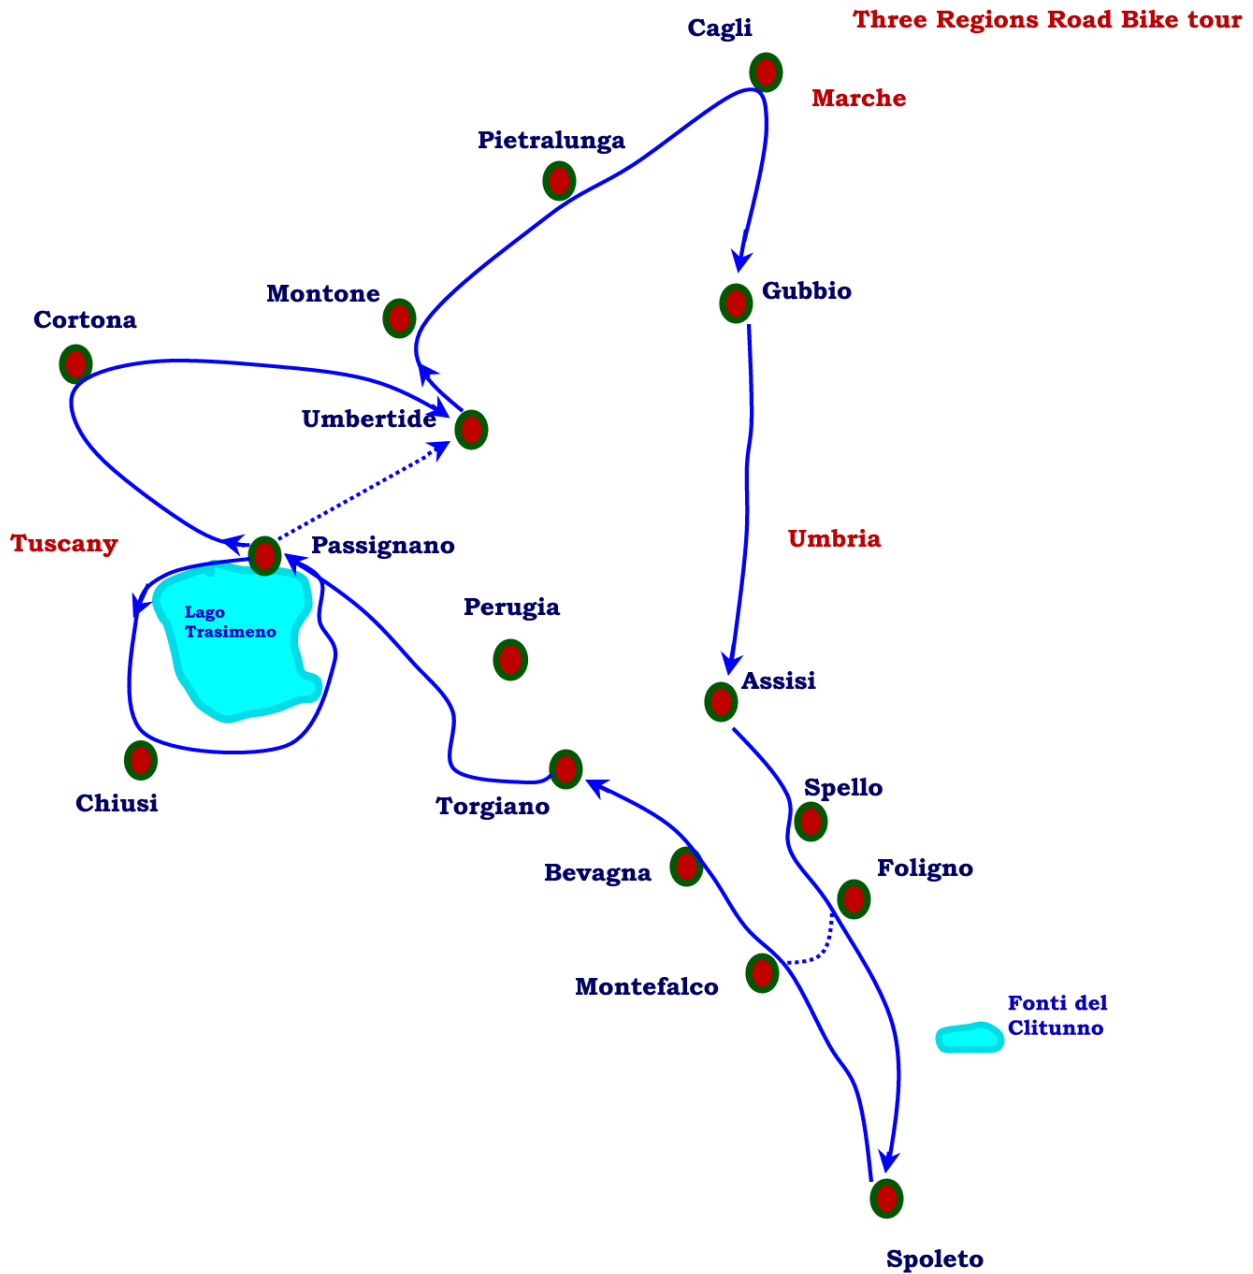 Three Regions Road Bike tour
Cagli
Marche
Pietralunga
Gubbio
Montone
Cortona
Umbertide
Umbria
Tuscany
Passignano
Perugia
Lago
Trasimeno
Assisi
Spello
Chiusi
Torgiano
Foligno
Bevagna
Montefalco
Fonti del
Clitunno
Spoleto